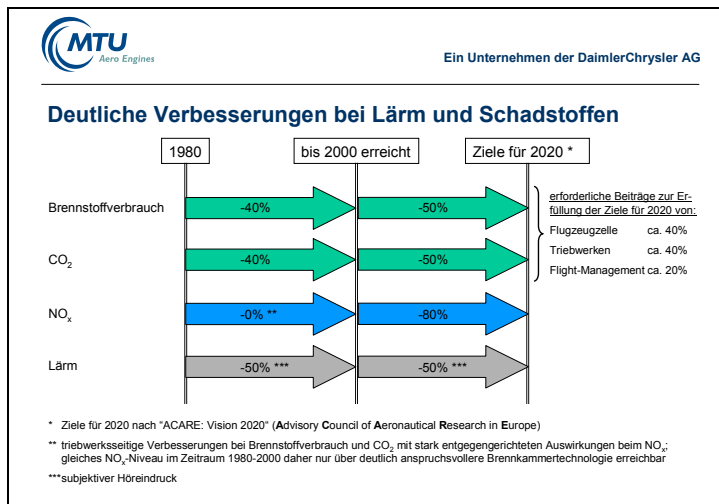 MTU
Aero Engines
Ein Unternehmen der DaimlerChrysler AG
Deutliche Verbesserungen bei Lärm und Schadstoffen
1980
bis 2000 erreicht
Ziele für 2020 *
Brennstoffverbrauch
-40%
-50%
CO₂
-40%
-50%
NOₓ
-0% **
-80%
Lärm
-50% ***
-50% ***
erforderliche Beiträge zur Er-
füllung der Ziele für 2020 von:
Flugzeugzelle ca. 40%
Triebwerken ca. 40%
Flight-Management ca. 20%
* Ziele für 2020 nach "ACARE: Vision 2020" (Advisory Council of Aeronautical Research in Europe)
** triebwerksseitige Verbesserungen bei Brennstoffverbrauch und CO₂ mit stark entgegengerichteten Auswirkungen beim NOₓ;
gleiches NOₓ-Niveau im Zeitraum 1980-2000 daher nur über deutlich anspruchsvollere Brennkammertechnologie erreichbar
***subjektiver Höreindruck